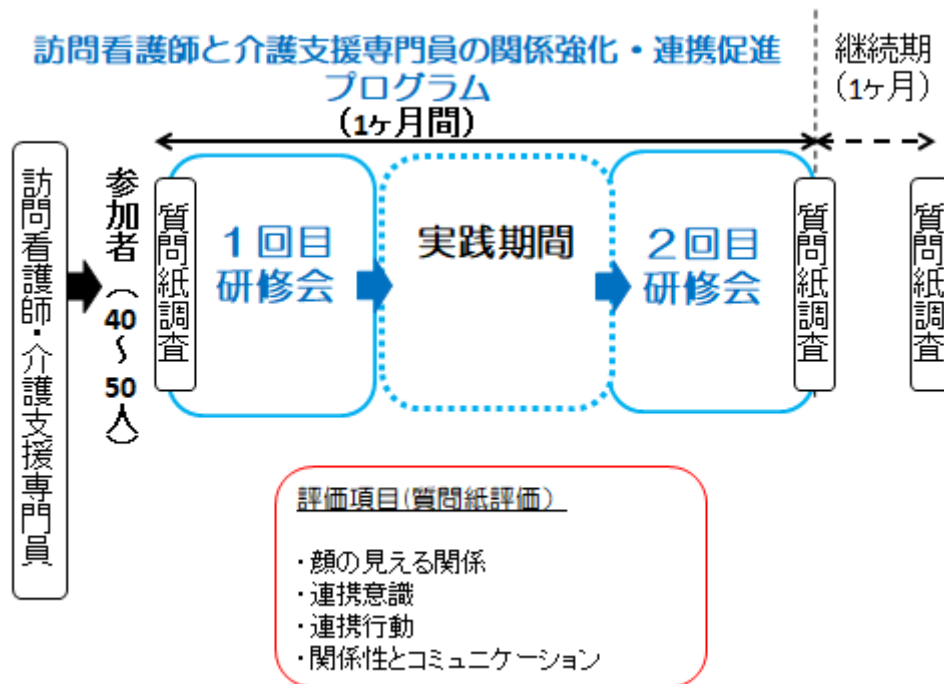 訪問看護師と介護支援専門員の関係強化・連携促進
プログラム
(1ヶ月間)
継続期
(1ヶ月)
訪問看護師・介護支援専門員
参加者(40~50人)
質問紙調査
1回目
研修会
実践期間
2回目
研修会
質問紙調査
質問紙調査
評価項目(質問紙評価)
・顔の見える関係
・連携意識
・連携行動
・関係性とコミュニケーション